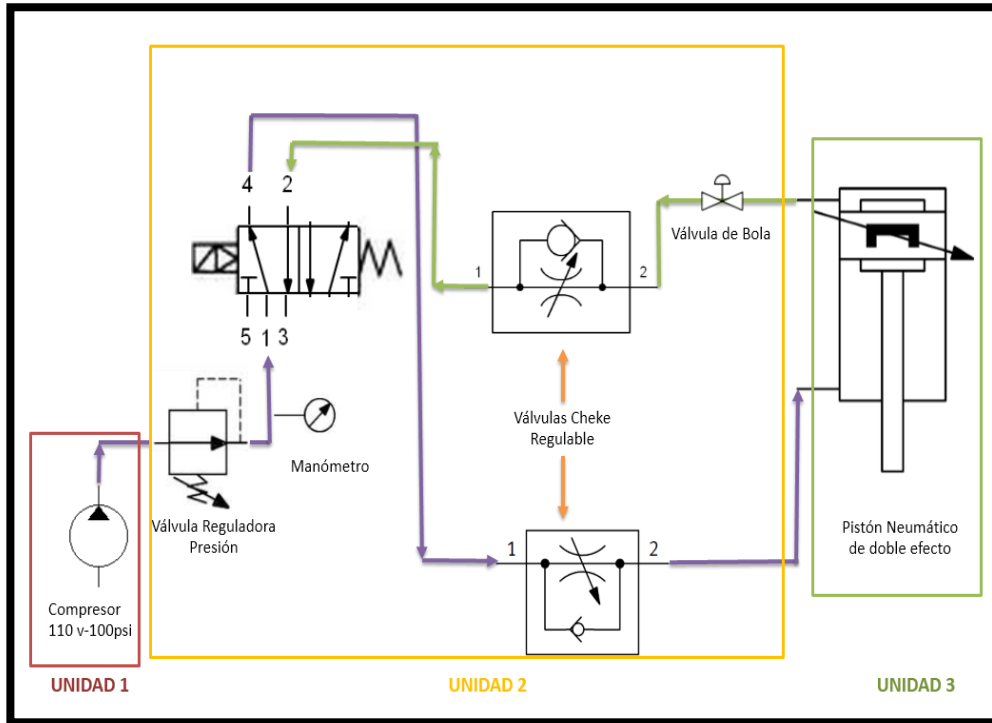 4 2
5 1 3
1
2
Válvula de Bola
Válvulas Cheke
Regulable
Manómetro
Válvula Reguladora
Presión
1
2
Pistón Neumático
de doble efecto
Compresor
110 v-100psi
UNIDAD 1
UNIDAD 2
UNIDAD 3